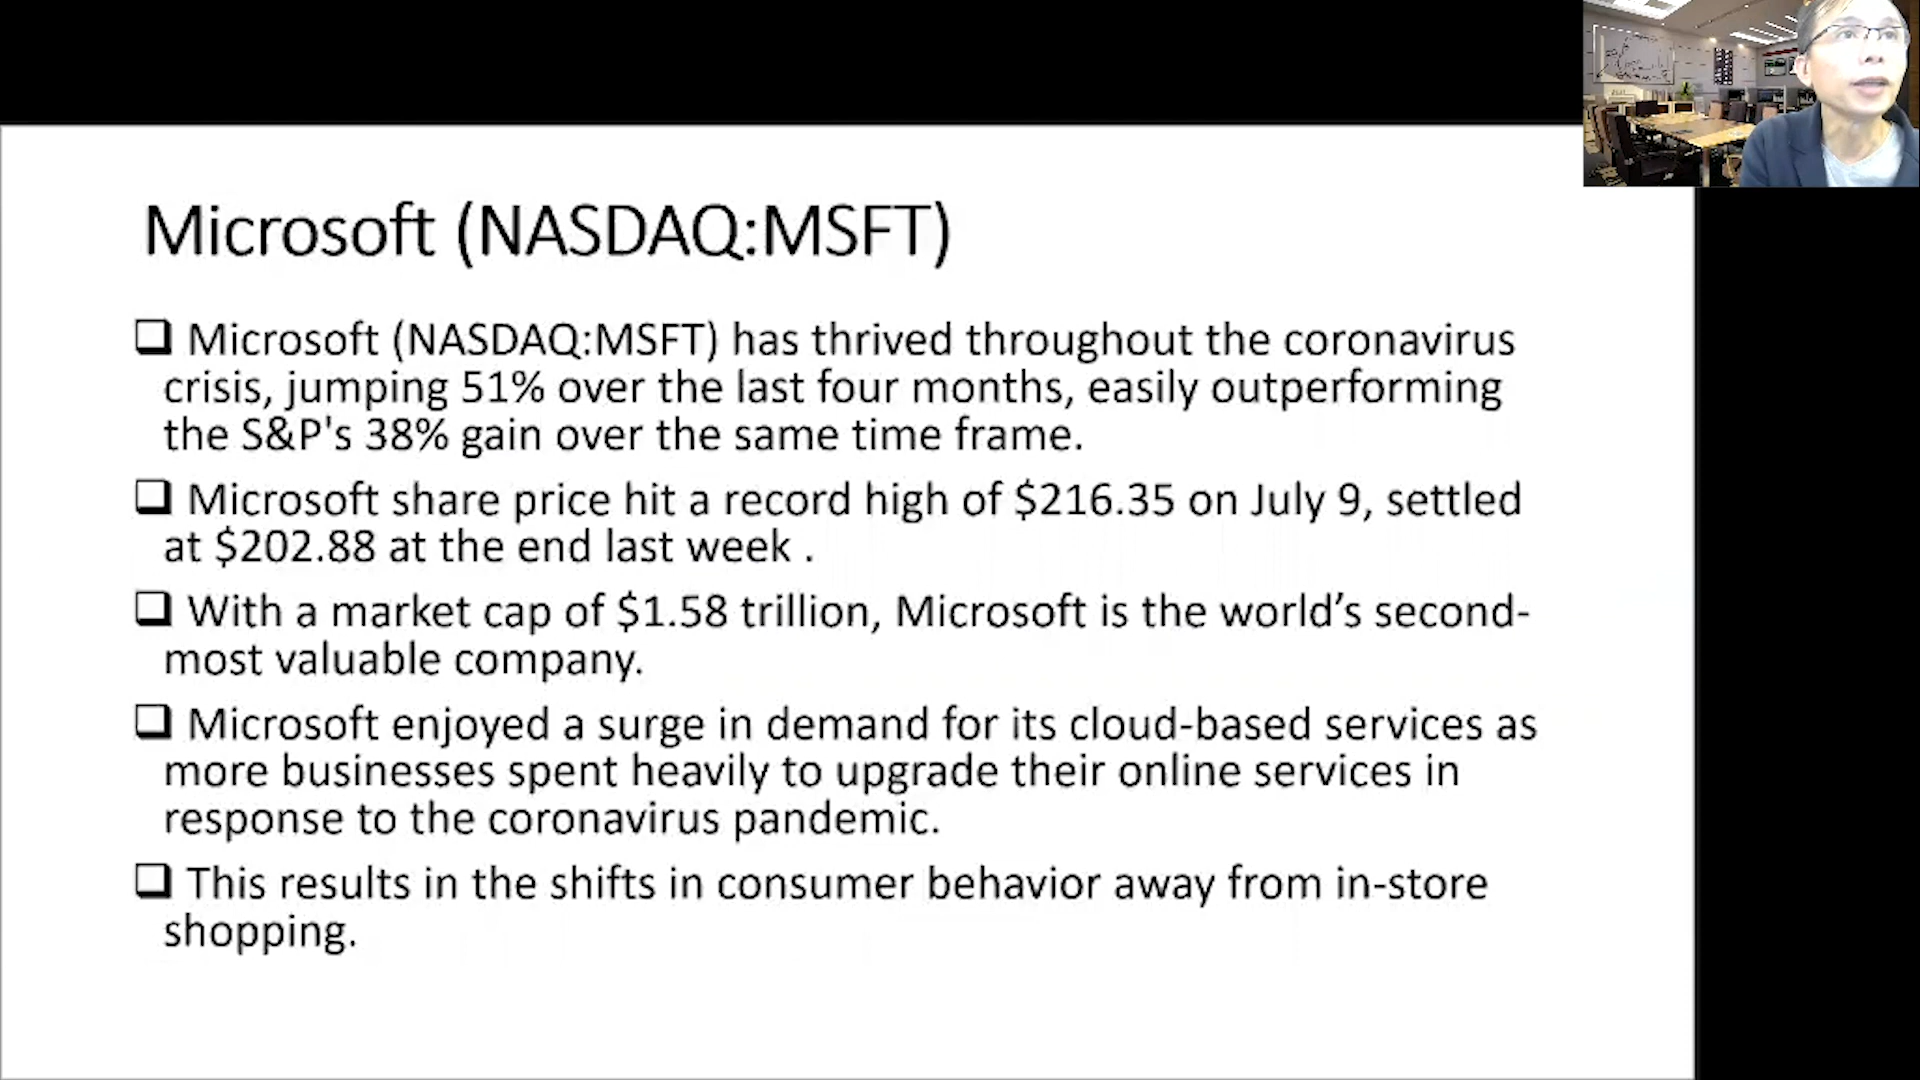 Microsoft (NASDAQ:MSFT)
❑ Microsoft (NASDAQ:MSFT) has thrived throughout the coronavirus
crisis, jumping 51% over the last four months, easily outperforming
the S&P's 38% gain over the same time frame.
❑ Microsoft share price hit a record high of $216.35 on July 9, settled
at $202.88 at the end last week .
❑ With a market cap of $1.58 trillion, Microsoft is the world’s second-
most valuable company.
❑ Microsoft enjoyed a surge in demand for its cloud-based services as
more businesses spent heavily to upgrade their online services in
response to the coronavirus pandemic.
❑ This results in the shifts in consumer behavior away from in-store
shopping.